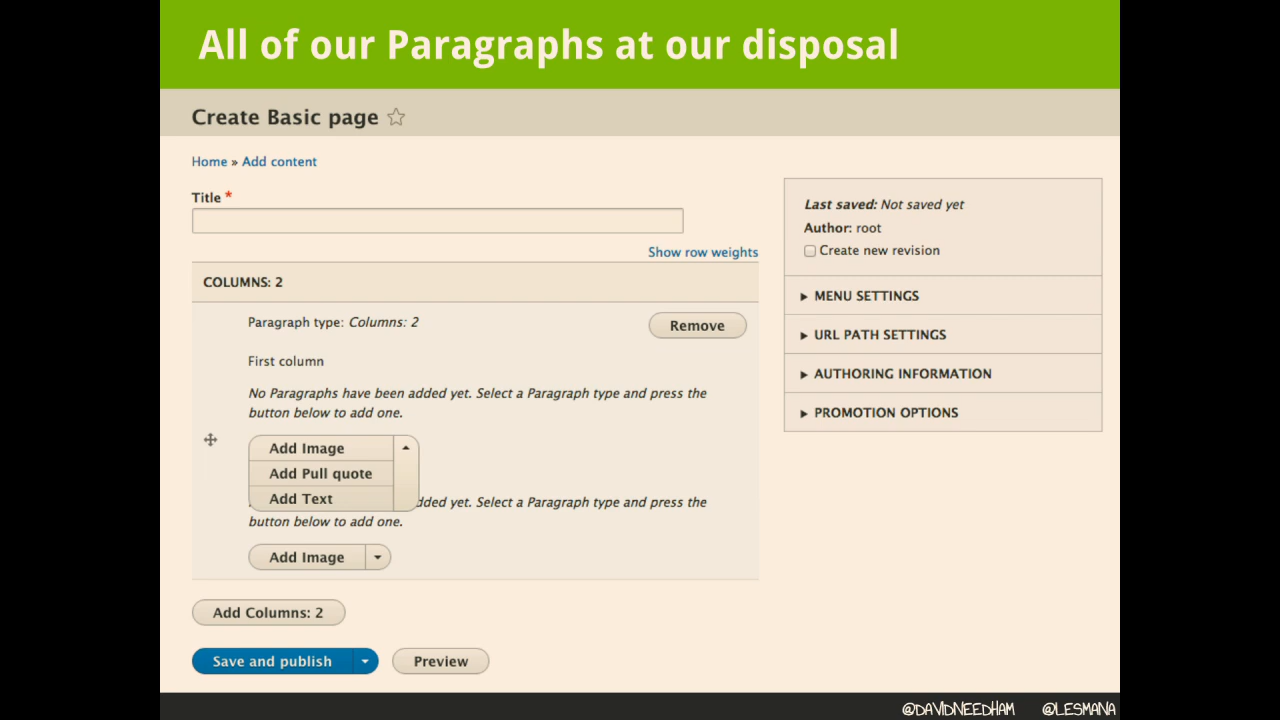 All of our Paragraphs at our disposal
Create Basic page
Home » Add content
Title *
Show row weights
COLUMNS: 2
Paragraph type: Columns: 2
Remove
First column
No Paragraphs have been added yet. Select a Paragraph type and press the
button below to add one.
Add Image
Add Pull quote
Add Text
added yet. Select a Paragraph type and press the
button below to add one.
Add Image
Add Columns: 2
Save and publish
Preview
Last saved: Not saved yet
Author: root
Create new revision
MENU SETTINGS
URL PATH SETTINGS
AUTHORING INFORMATION
PROMOTION OPTIONS
@DAVIDNEEDHAM @LESMANA